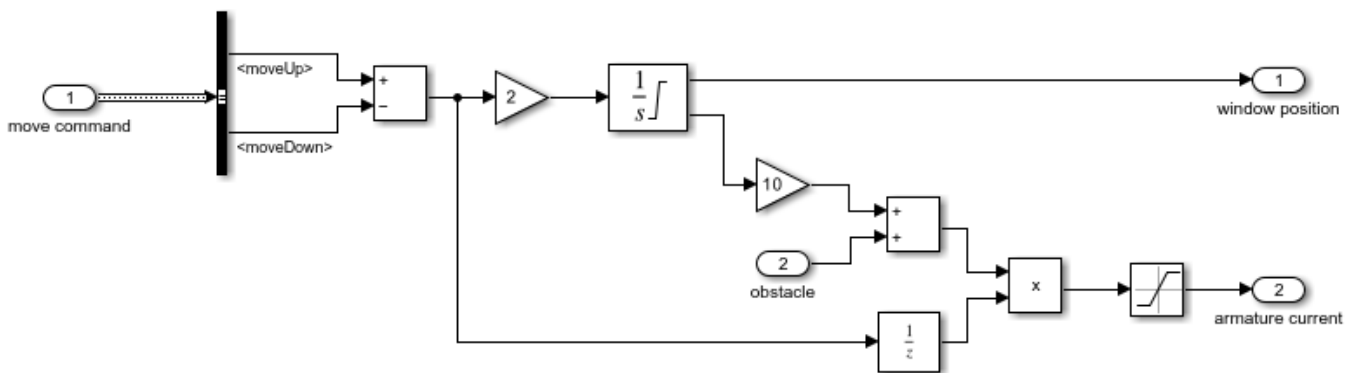 1
move command
<moveUp>
<moveDown>
+
−
2
1
s
1
window position
10
+
+
2
obstacle
x
1
z
2
armature current